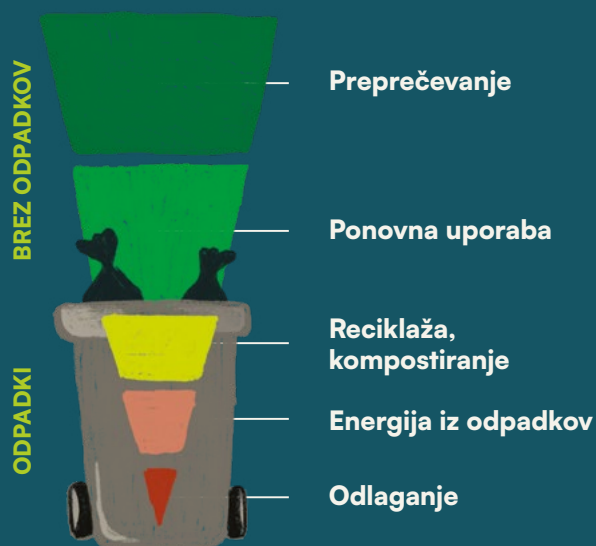 BREZ ODPADKOV
Preprečevanje
Ponovna uporaba
ODPADKI
Reciklaža,
kompostiranje
Energija iz odpadkov
Odlaganje